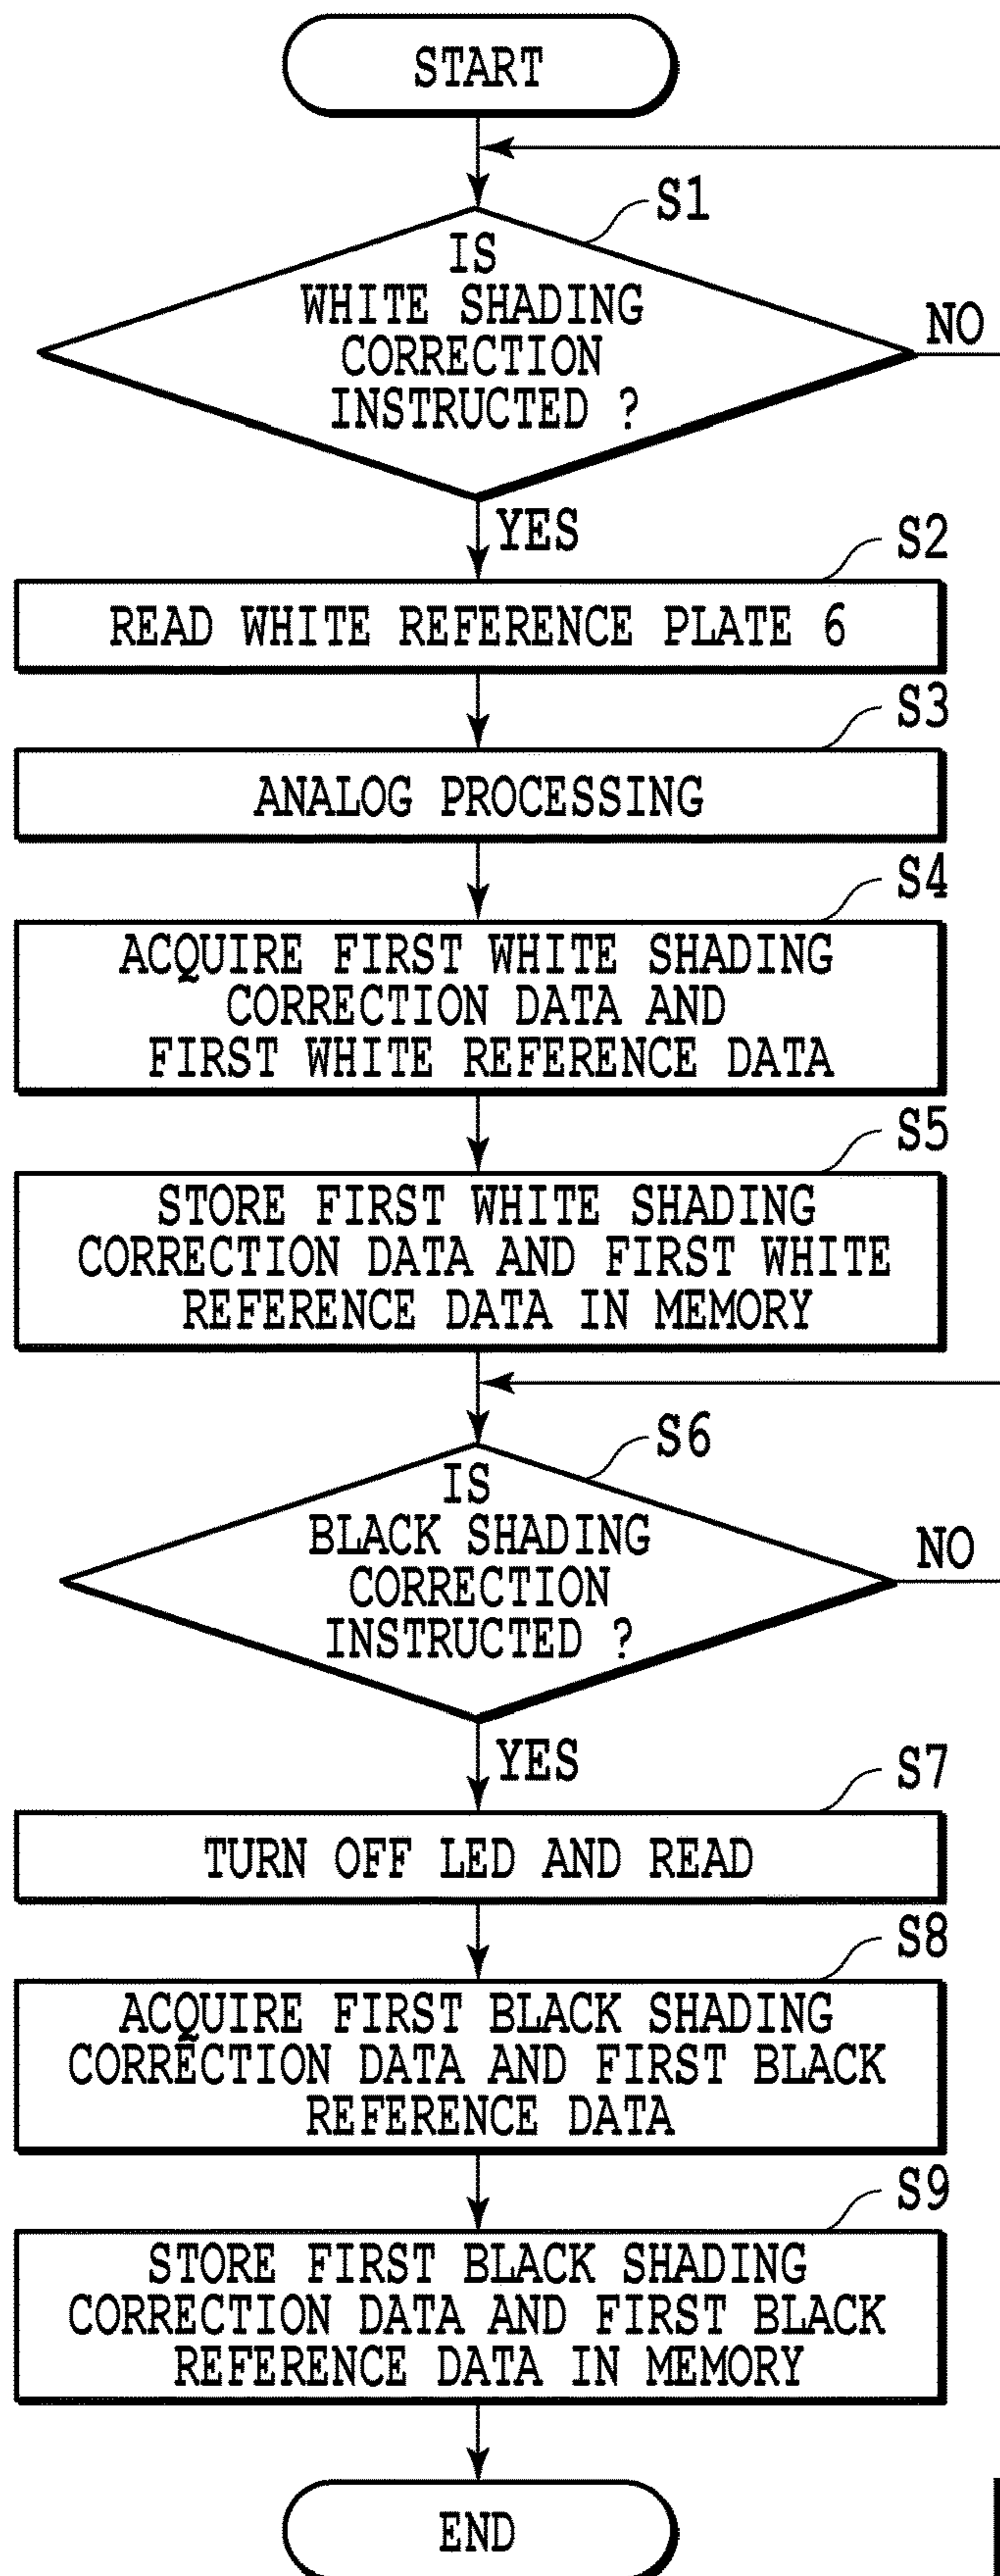 START
S1
IS
WHITE SHADING
CORRECTION
INSTRUCTED ?
NO
YES
S2
READ WHITE REFERENCE PLATE 6
S3
ANALOG PROCESSING
S4
ACQUIRE FIRST WHITE SHADING
CORRECTION DATA AND
FIRST WHITE REFERENCE DATA
S5
STORE FIRST WHITE SHADING
CORRECTION DATA AND FIRST WHITE
REFERENCE DATA IN MEMORY
S6
IS
BLACK SHADING
CORRECTION
INSTRUCTED ?
NO
YES
S7
TURN OFF LED AND READ
S8
ACQUIRE FIRST BLACK SHADING
CORRECTION DATA AND FIRST BLACK
REFERENCE DATA
S9
STORE FIRST BLACK SHADING
CORRECTION DATA AND FIRST BLACK
REFERENCE DATA IN MEMORY
END